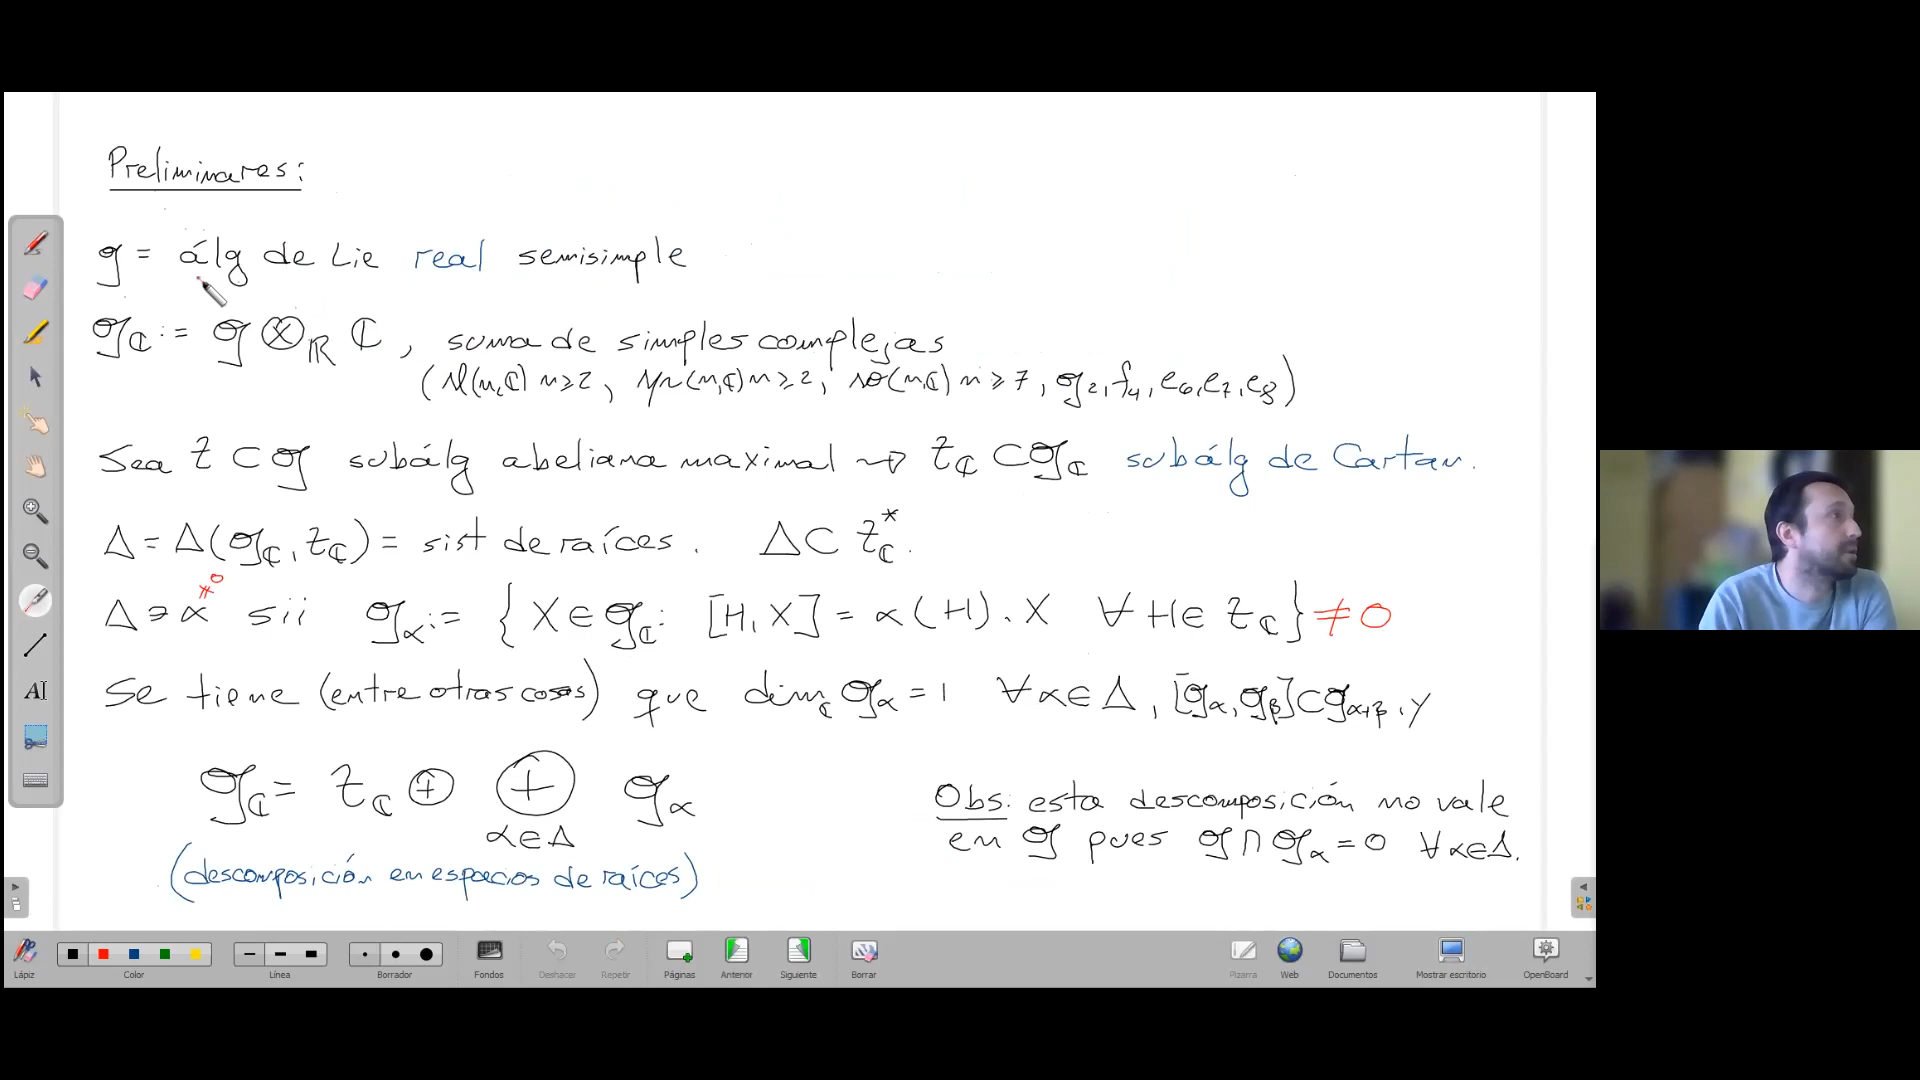 Preliminares:
g = álg de Lie real semisimple
g_ℂ := g ⊗_ℝ ℂ, suma de simples complejas
(sl(n,ℂ) n≥2, sp(n,ℂ) n≥2, so(n,ℂ) n≥7, g₂, f₄, e₆, e₇, e₈)
Sea t ⊂ g subálg abeliana maximal ⇝ t_ℂ ⊂ g_ℂ subálg de Cartan.
Δ = Δ(g_ℂ, t_ℂ) = sist de raíces. Δ ⊂ t_ℂ^*.
Δ ∋ α ≠ 0 sii g_α := { X ∈ g_ℂ : [H, X] = α(H).X ∀ H ∈ t_ℂ } ≠ 0
Se tiene (entre otras cosas) que dim_ℂ g_α = 1 ∀ α ∈ Δ, [g_α, g_β] ⊂ g_α+β, y
g_ℂ = t_ℂ ⊕ ⊕ g_α
α ∈ Δ
(descomposición en espacios de raíces)
Obs: esta descomposición no vale
en g pues g ∩ g_α = 0 ∀ α ∈ Δ.
Lápiz Color Línea Borrador Fondos Deshacer Repetir Páginas Anterior Siguiente Borrar Pizarra Web Documentos Mostrar escritorio OpenBoard